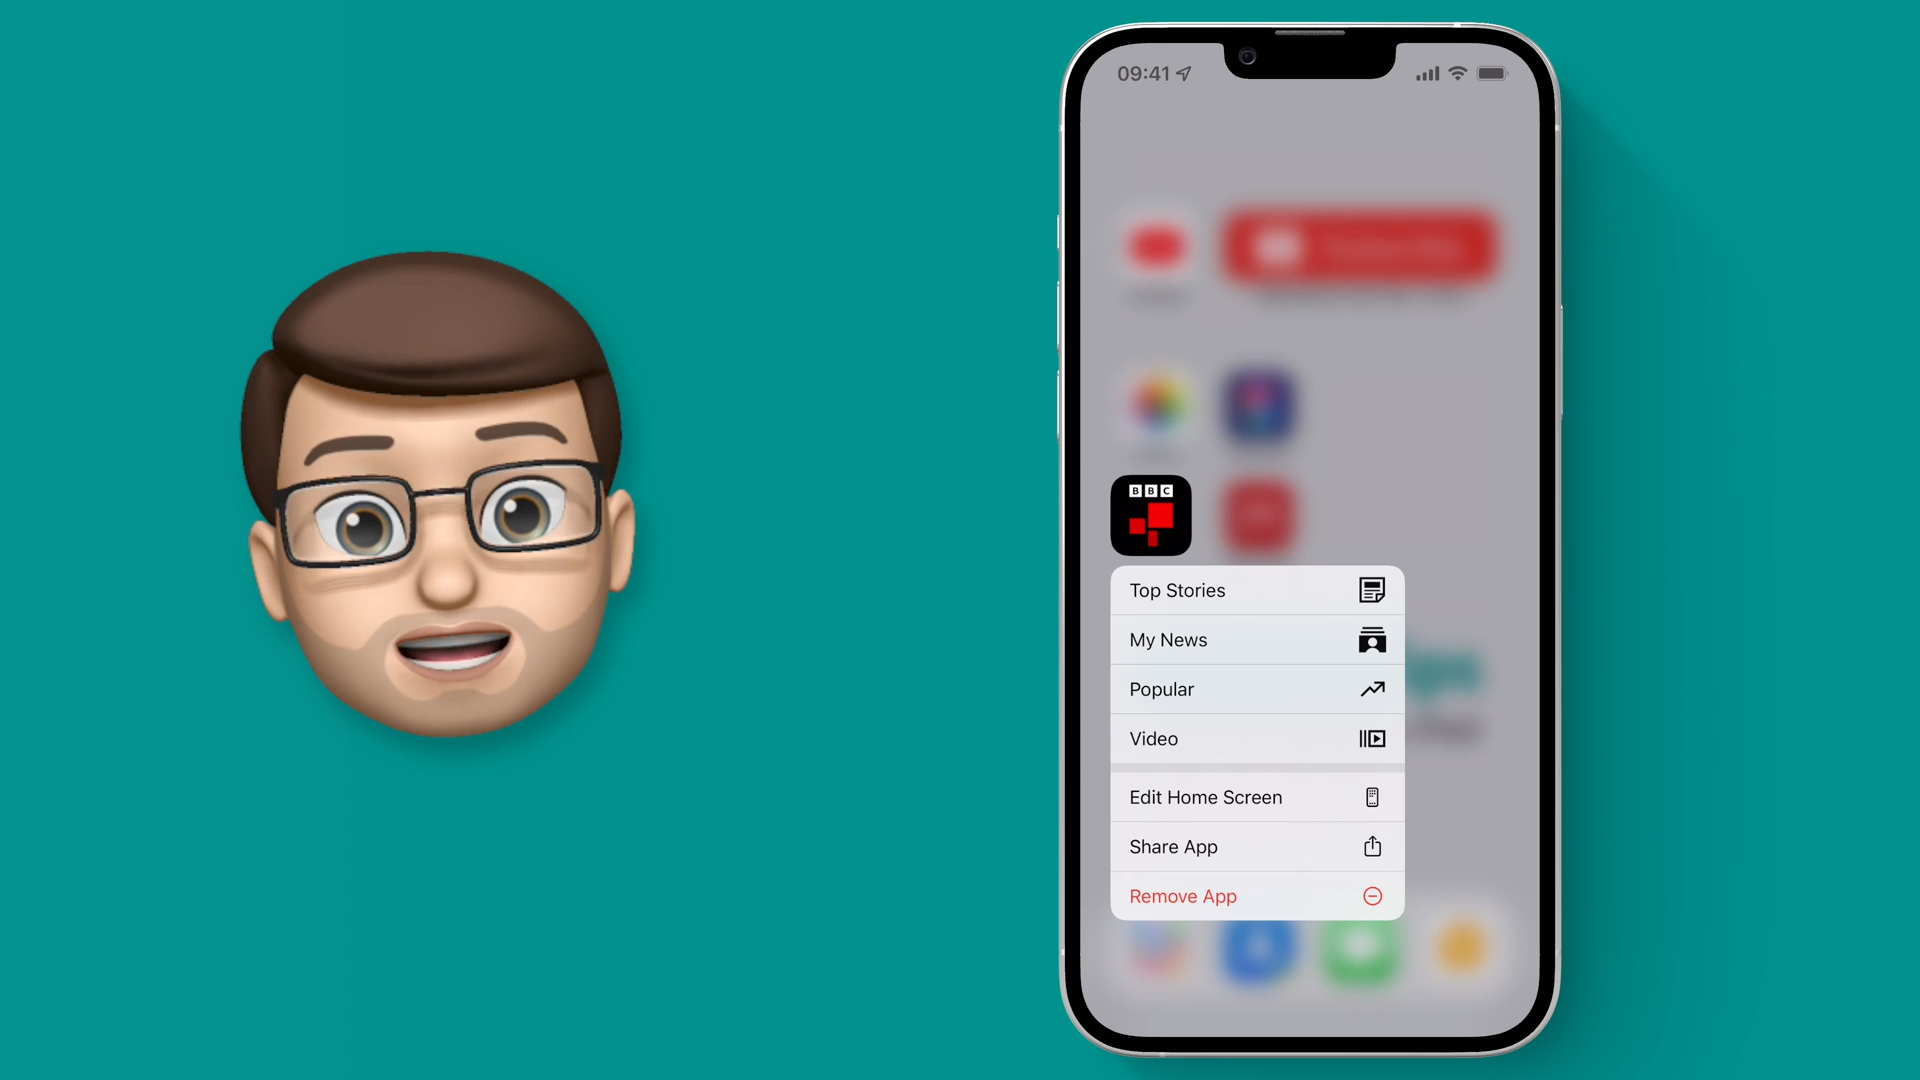 09:41
BBC
Top Stories
My News
Popular
Video
Edit Home Screen
Share App
Remove App